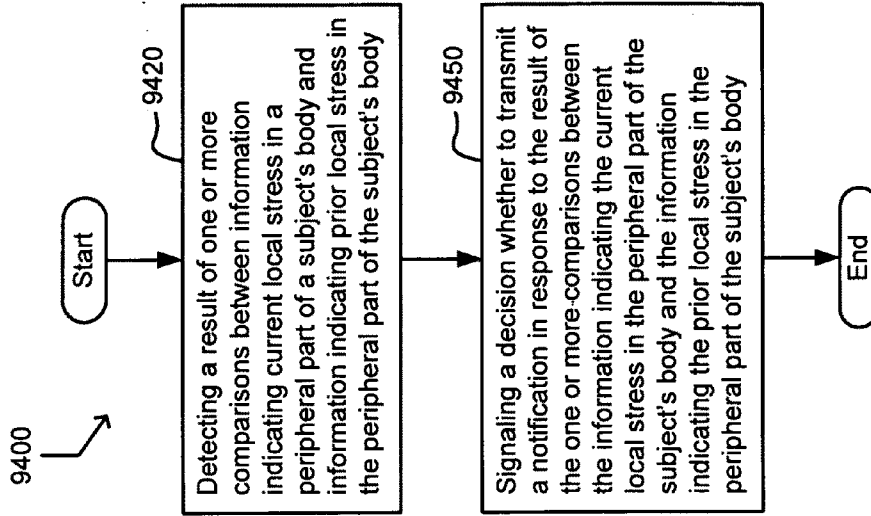 9400
Start
9420
Detecting a result of one or more
comparisons between information
indicating current local stress in a
peripheral part of a subject's body and
information indicating prior local stress in
the peripheral part of the subject's body
9450
Signaling a decision whether to transmit
a notification in response to the result of
the one or more-comparisons between
the information indicating the current
local stress in the peripheral part of the
subject's body and the information
indicating the prior local stress in the
peripheral part of the subject's body
End